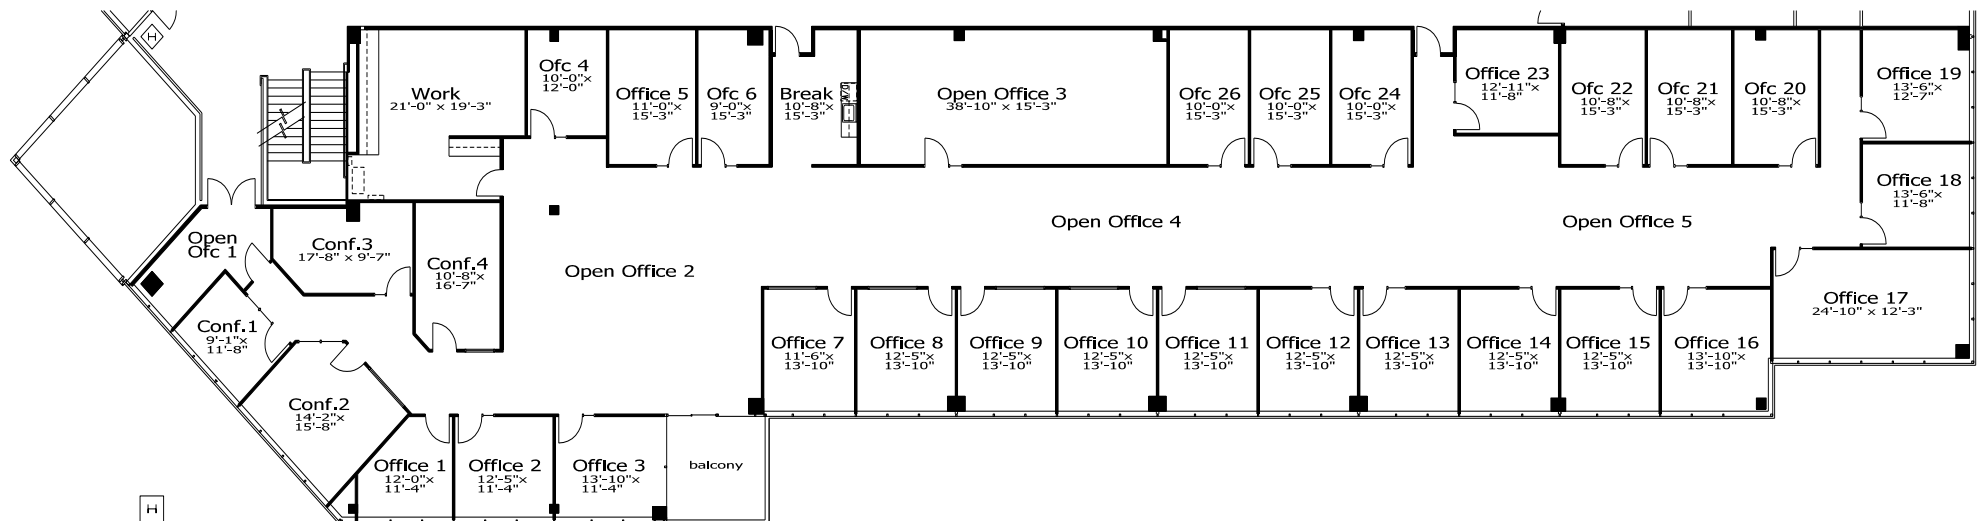 H
Work
21'-0" x 19'-3"
Ofc 4
10'-0"x
12'-0"
Office 5
11'-0"x
15'-3"
Ofc 6
9'-0"x
15'-3"
Break
10'-8"x
15'-3"
D/W
Open Office 3
38'-10" x 15'-3"
Ofc 26
10'-0"x
15'-3"
Ofc 25
10'-0"x
15'-3"
Ofc 24
10'-0"x
15'-3"
Office 23
12'-11"x
11'-8"
Ofc 22
10'-8"x
15'-3"
Ofc 21
10'-8"x
15'-3"
Ofc 20
10'-8"x
15'-3"
Office 19
13'-6"x
12'-7"
Office 18
13'-6"x
11'-8"
Open
Ofc 1
Conf.3
17'-8" x 9'-7"
Conf.4
10'-8"x
16'-7"
Open Office 2
Open Office 4
Open Office 5
Office 17
24'-10" x 12'-3"
Conf.1
9'-1"x
11'-8"
Conf.2
14'-2"x
15'-8"
Office 7
11'-6"x
13'-10
Office 8
12'-5"x
13'-10
Office 9
12'-5"x
13'-10
Office 10
12'-5"x
13'-10
Office 11
12'-5"x
13'-10
Office 12
12'-5"x
13'-10
Office 13
12'-5"x
13'-10
Office 14
12'-5"x
13'-10
Office 15
12'-5"x
13'-10
Office 16
13'-10"x
13'-10
Office 1
12'-0"x
11'-4"
Office 2
12'-5"x
11'-4"
Office 3
13'-10"x
11'-4"
balcony
H